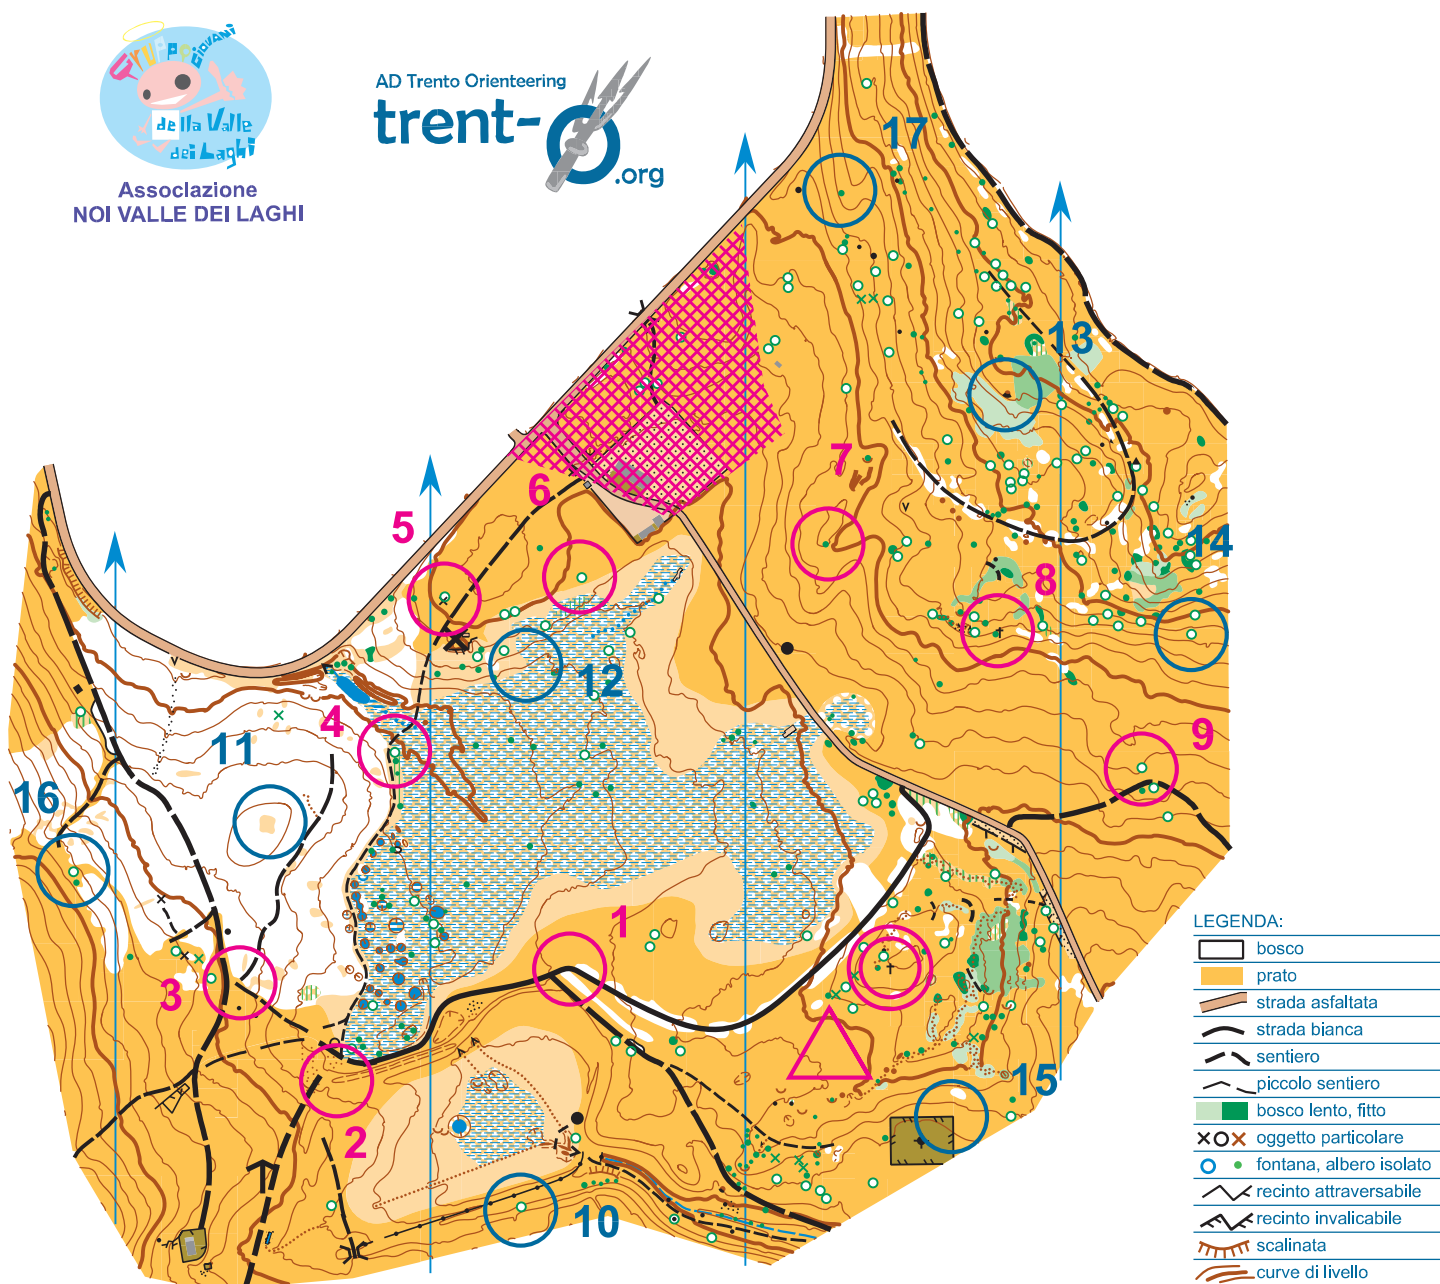 GruppoGiovani
della Valle
dei Laghi
Associazione
NOI VALLE DEI LAGHI
AD Trento Orienteering
trent-O
.org
17
13
7
6
5
14
8
12
4
9
11
16
1
3
15
2
10
LEGENDA:
bosco
prato
strada asfaltata
strada bianca
sentiero
piccolo sentiero
bosco lento, fitto
oggetto particolare
fontana, albero isolato
recinto attraversabile
recinto invalicabile
scalinata
curve di livello